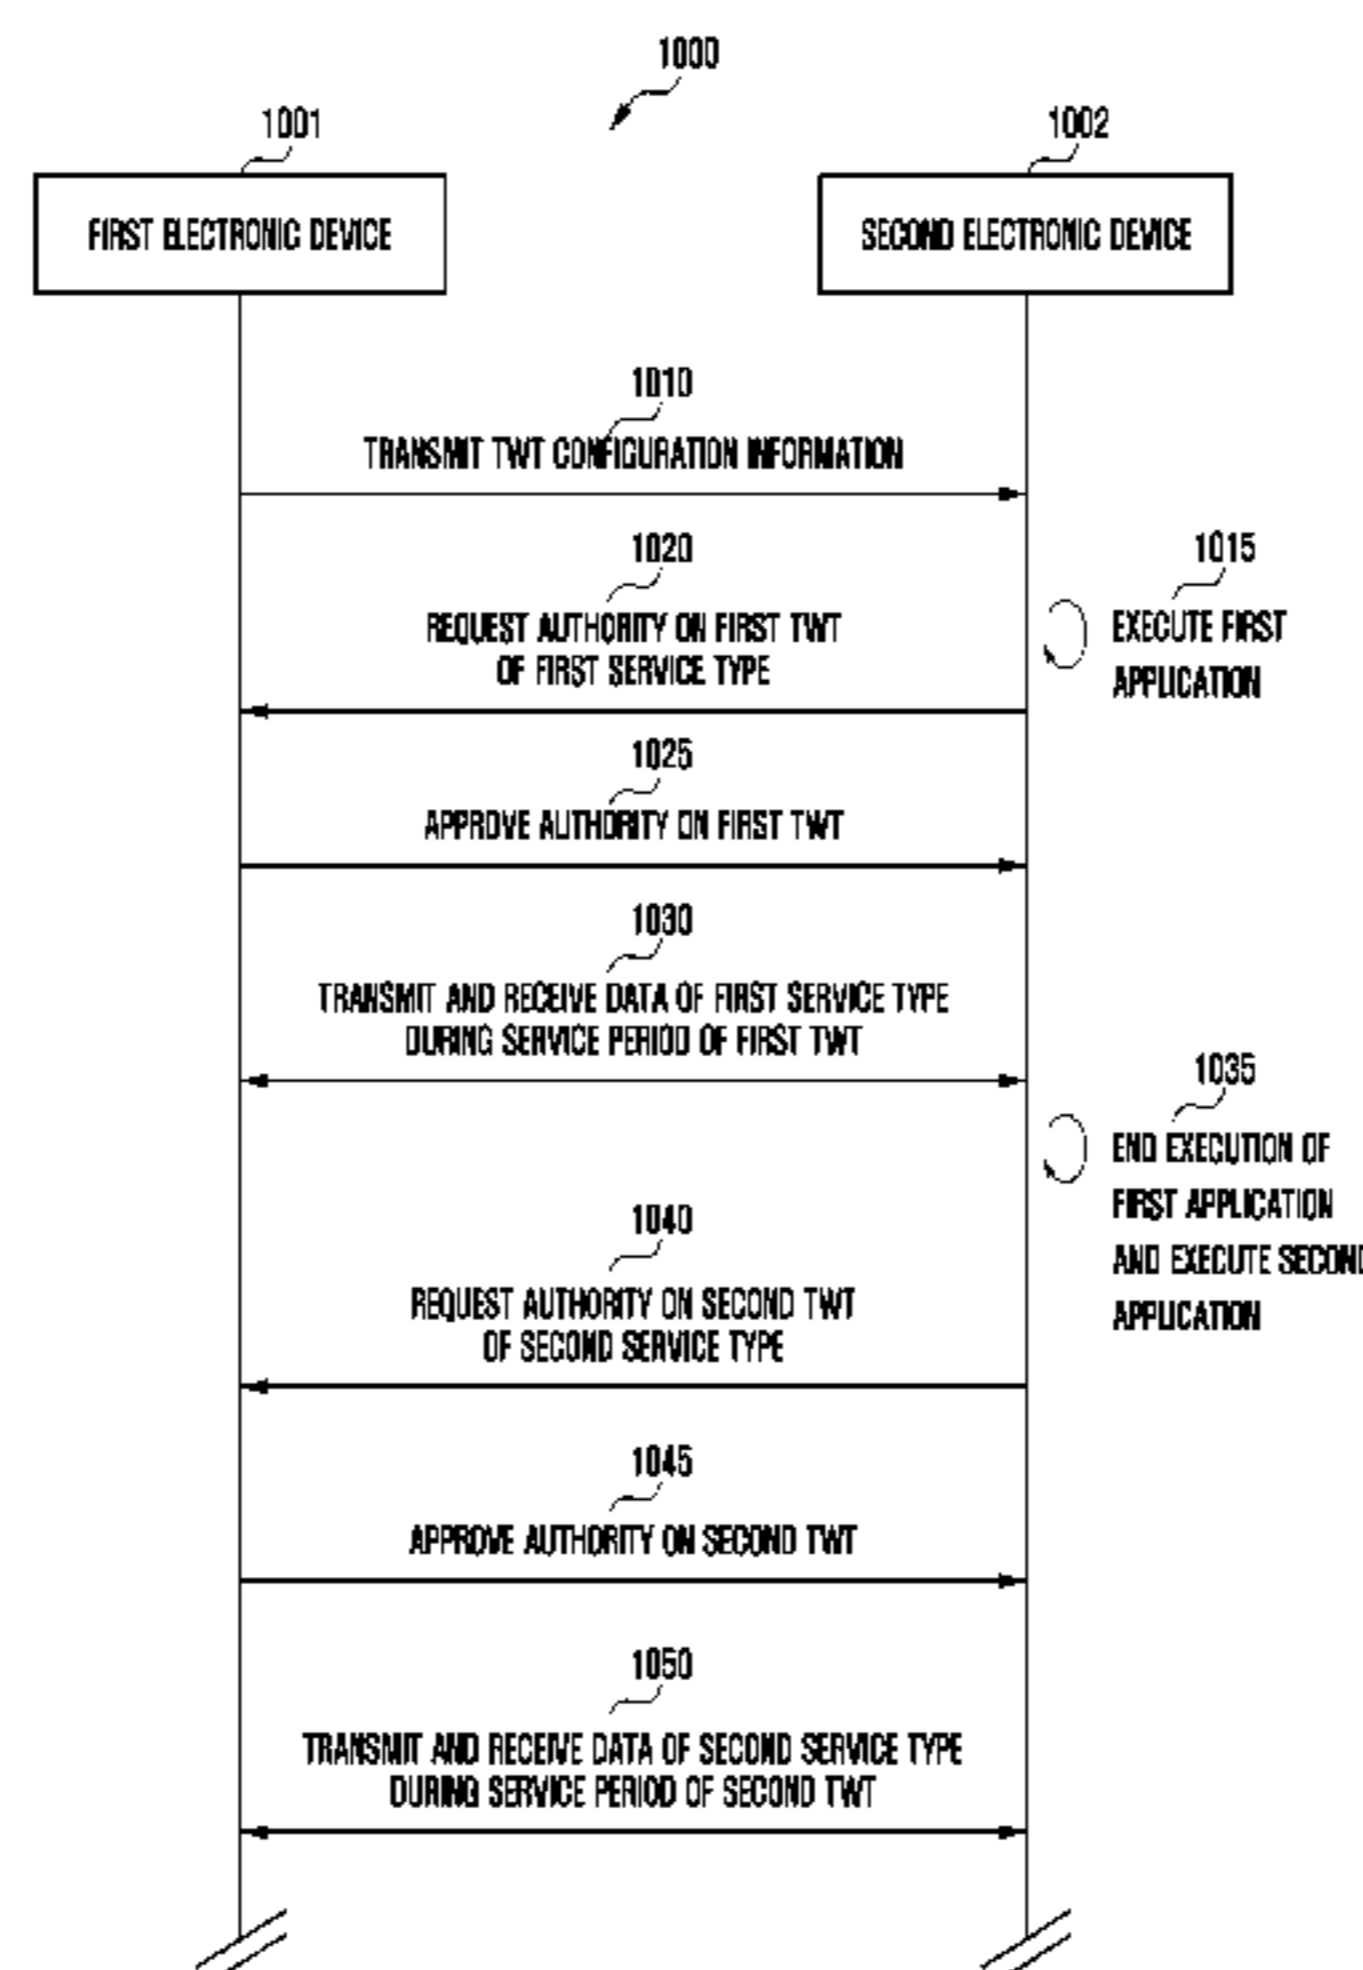 1000
1001
1002
FIRST ELECTRONIC DEVICE
SECOND ELECTRONIC DEVICE
1010
TRANSMIT TWT CONFIGURATION INFORMATION
1020
1015
REQUEST AUTHORITY ON FIRST TWT
OF FIRST SERVICE TYPE
EXECUTE FIRST
APPLICATION
1025
APPROVE AUTHORITY ON FIRST TWT
1030
TRANSMIT AND RECEIVE DATA OF FIRST SERVICE TYPE
DURING SERVICE PERIOD OF FIRST TWT
1035
END EXECUTION OF
FIRST APPLICATION
AND EXECUTE SECOND
APPLICATION
1040
REQUEST AUTHORITY ON SECOND TWT
OF SECOND SERVICE TYPE
1045
APPROVE AUTHORITY ON SECOND TWT
1050
TRANSMIT AND RECEIVE DATA OF SECOND SERVICE TYPE
DURING SERVICE PERIOD OF SECOND TWT